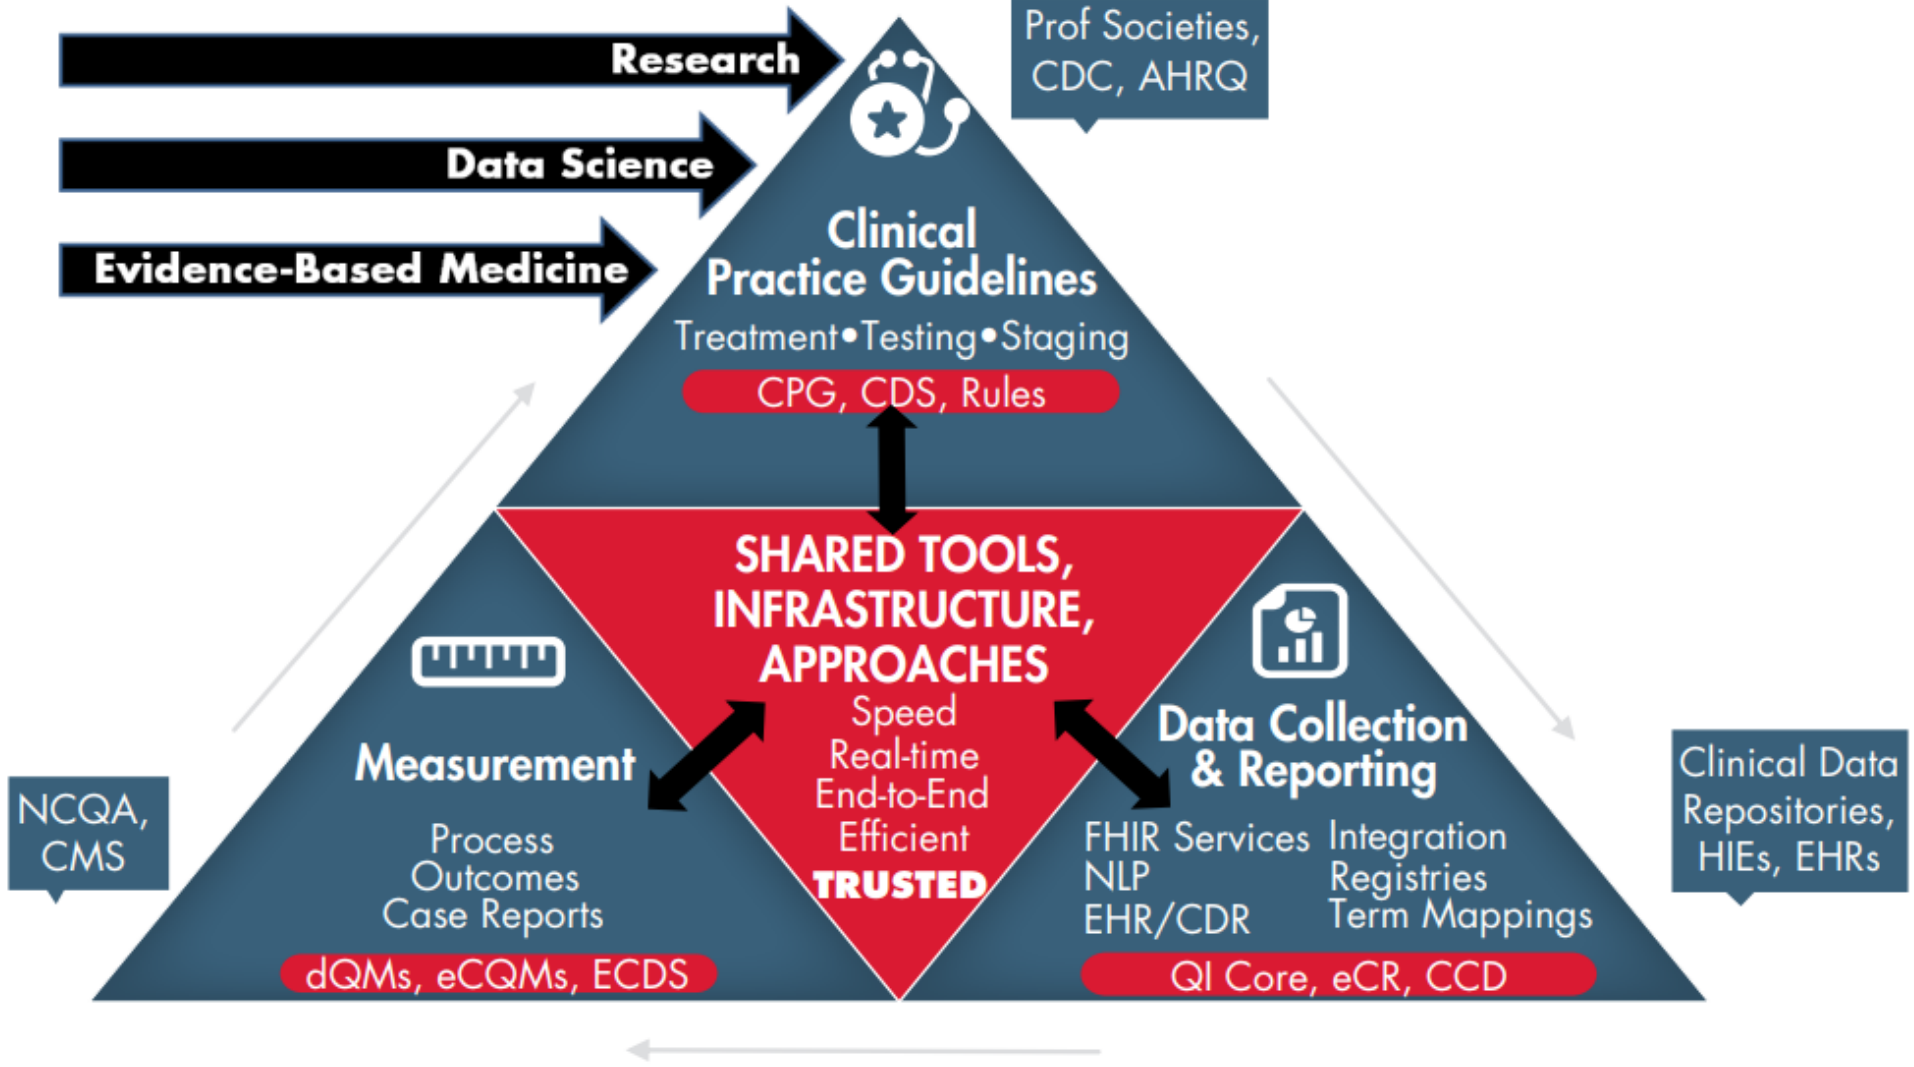 Research
Data Science
Evidence-Based Medicine
Prof Societies,
CDC, AHRQ
Clinical
Practice Guidelines
Treatment•Testing•Staging
CPG, CDS, Rules
SHARED TOOLS,
INFRASTRUCTURE,
APPROACHES
Speed
Real-time
End-to-End
Efficient
TRUSTED
NCQA,
CMS
Measurement
Process
Outcomes
Case Reports
dQMs, eCQMs, ECDS
Data Collection
& Reporting
FHIR Services
NLP
EHR/CDR
Integration
Registries
Term Mappings
QI Core, eCR, CCD
Clinical Data
Repositories,
HIEs, EHRs